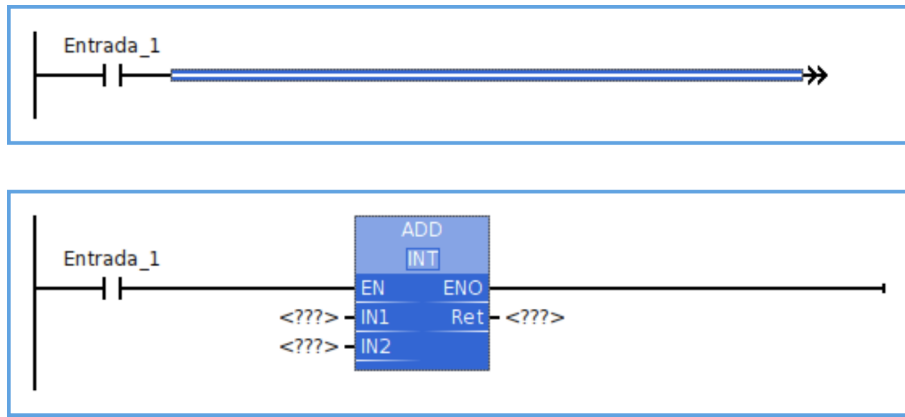 Entrada_1
ADD
INT
Entrada_1
EN ENO
<???> IN1 Ret <???>
<???> IN2